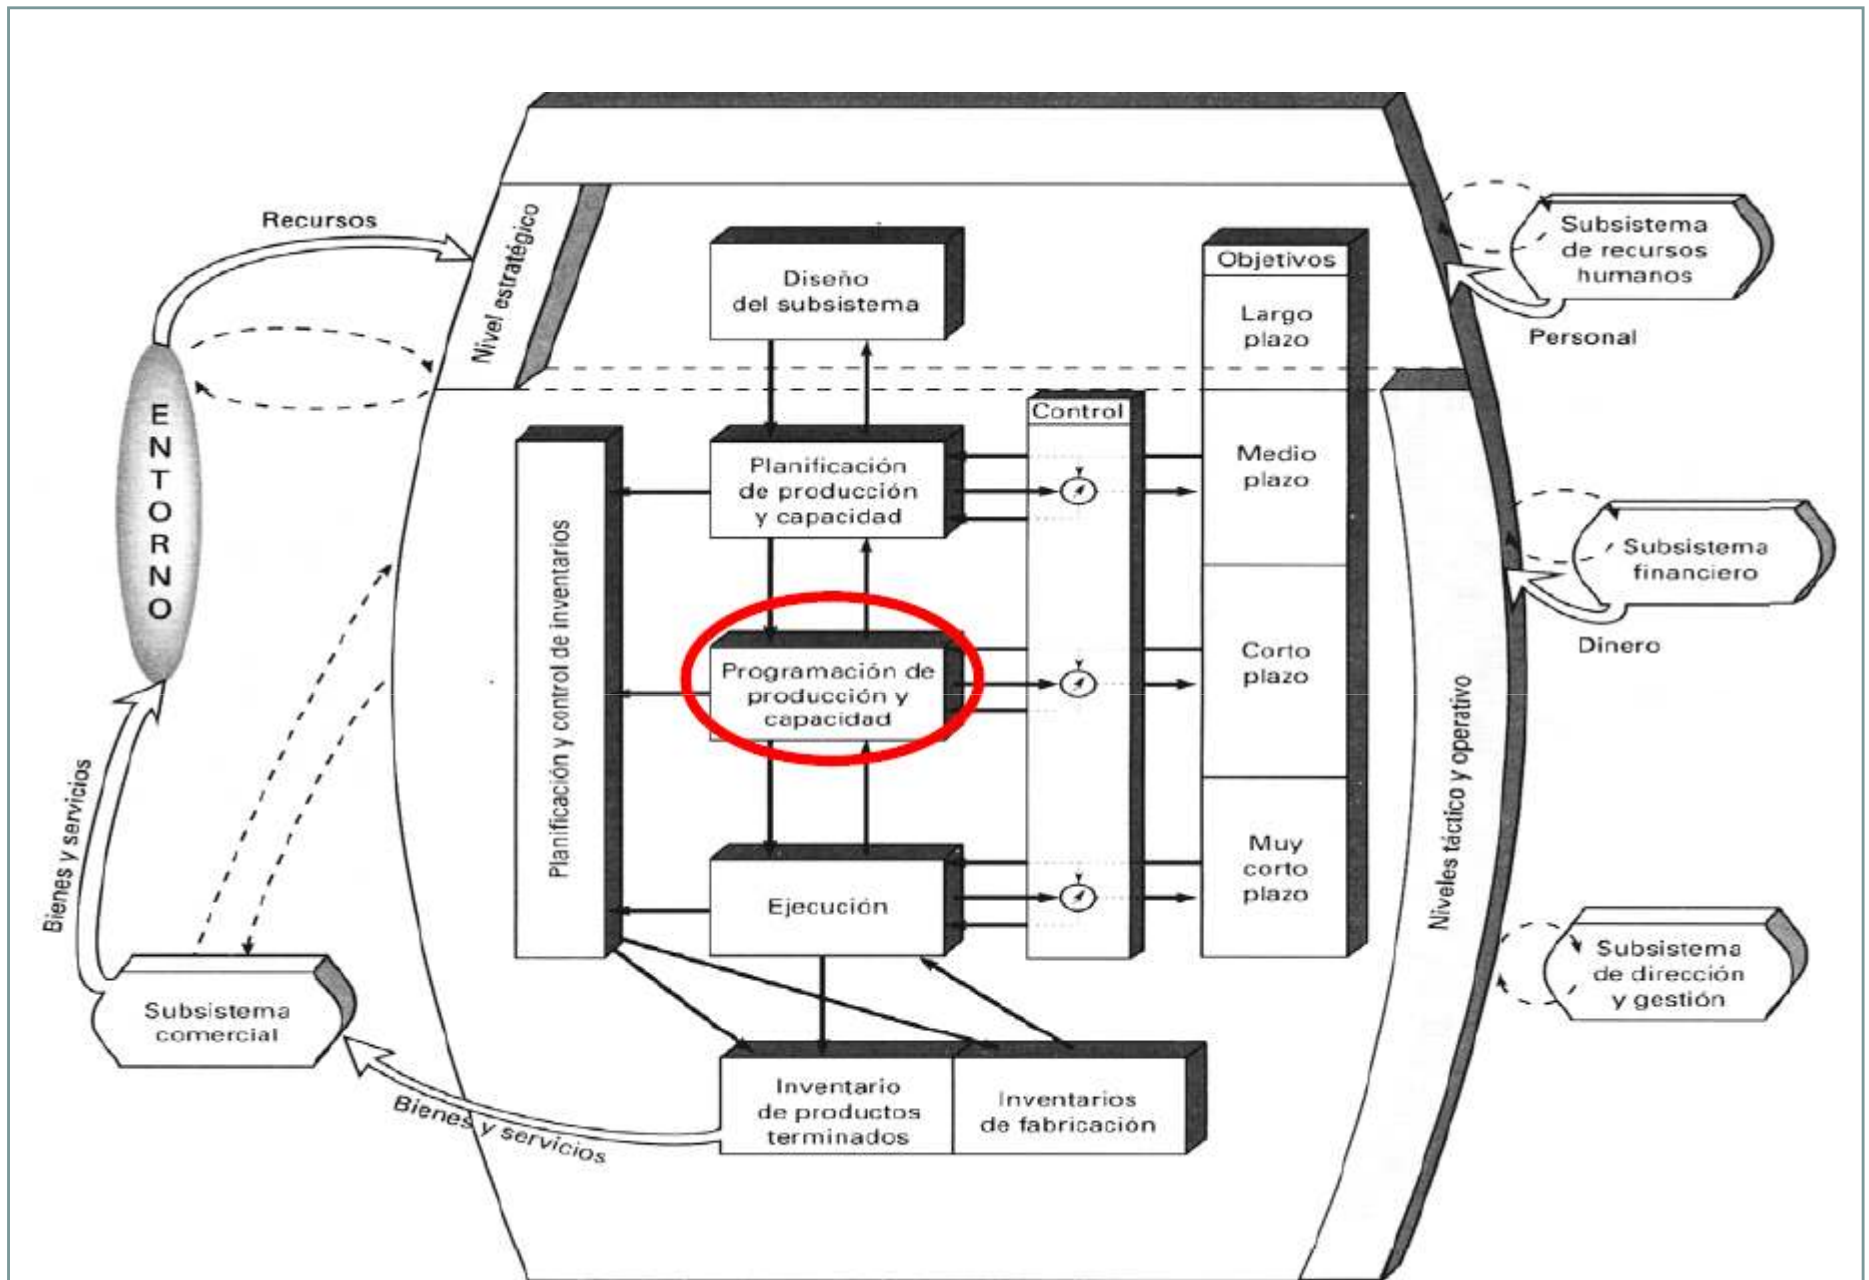 Recursos
Nivel estratégico
Diseño
del subsistema
Objetivos
Largo
plazo
Subsistema
de recursos
humanos
Personal
ENTORNO
Control
Planificación
de producción
y capacidad
Medio
plazo
Planificación y control de inventarios
Subsistema
financiero
Dinero
Programación de
producción y
capacidad
Corto
plazo
Niveles táctico y operativo
Bienes y servicios
Ejecución
Muy
corto
plazo
Subsistema
de dirección
y gestión
Subsistema
comercial
Bienes y servicios
Inventario
de productos
terminados
Inventarios
de fabricación